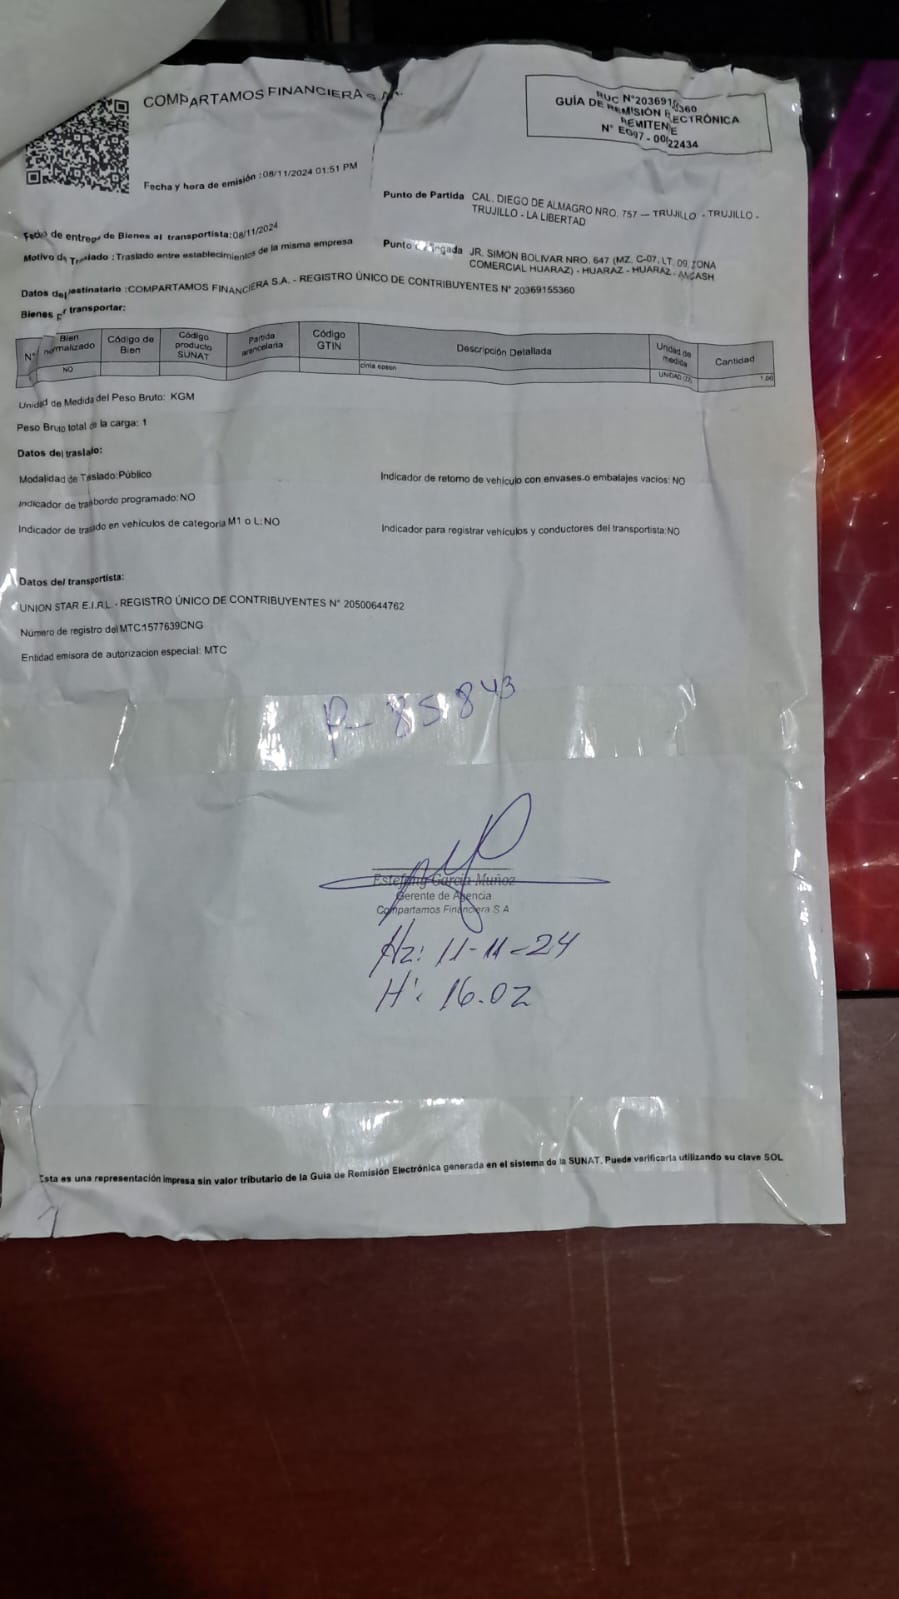 COMPARTAMOS FINANCIERA S.A.
RUC N°20369155360
GUÍA DE REMISIÓN ELECTRÓNICA
REMITENTE
N° EG07 - 00022434
Fecha y hora de emisión :08/11/2024 01:51 PM
Punto de Partida CAL. DIEGO DE ALMAGRO NRO. 757 — TRUJILLO - TRUJILLO -
TRUJILLO - LA LIBERTAD
Fecha de entrega de Bienes al transportista:08/11/2024
Motivo de Traslado :Traslado entre establecimientos de la misma empresa
Punto Llegada JR. SIMON BOLIVAR NRO. 647 (MZ. C-07, LT. 09, ZONA
COMERCIAL HUARAZ) - HUARAZ - HUARAZ - ANCASH
Datos del Destinatario :COMPARTAMOS FINANCIERA S.A. - REGISTRO ÚNICO DE CONTRIBUYENTES N° 20369155360
Bienes por transportar:
N° Bien normalizado Código de Bien Código producto SUNAT Partida arancelaria Código GTIN Descripción Detallada Unidad de medida Cantidad
NO cinta epson UNIDAD 1.00
Unidad de Medida del Peso Bruto: KGM
Peso Bruto total de la carga: 1
Datos del traslado:
Modalidad de Traslado:Público
Indicador de retorno de vehículo con envases o embalajes vacíos: NO
Indicador de trasbordo programado:NO
Indicador de traslado en vehículos de categoría M1 o L:NO
Indicador para registrar vehículos y conductores del transportista:NO
Datos del transportista:
UNION STAR E.I.R.L. - REGISTRO ÚNICO DE CONTRIBUYENTES N° 20500644762
Número de registro del MTC:1577639CNG
Entidad emisora de autorizacion especial: MTC
P- 85843
Estefany Garcia Muñoz
Gerente de Agencia
Compartamos Financiera S.A
Hz: 11-11-24
H: 16.02
Esta es una representación impresa sin valor tributario de la Guía de Remisión Electrónica generada en el sistema de la SUNAT. Puede verificarla utilizando su clave SOL